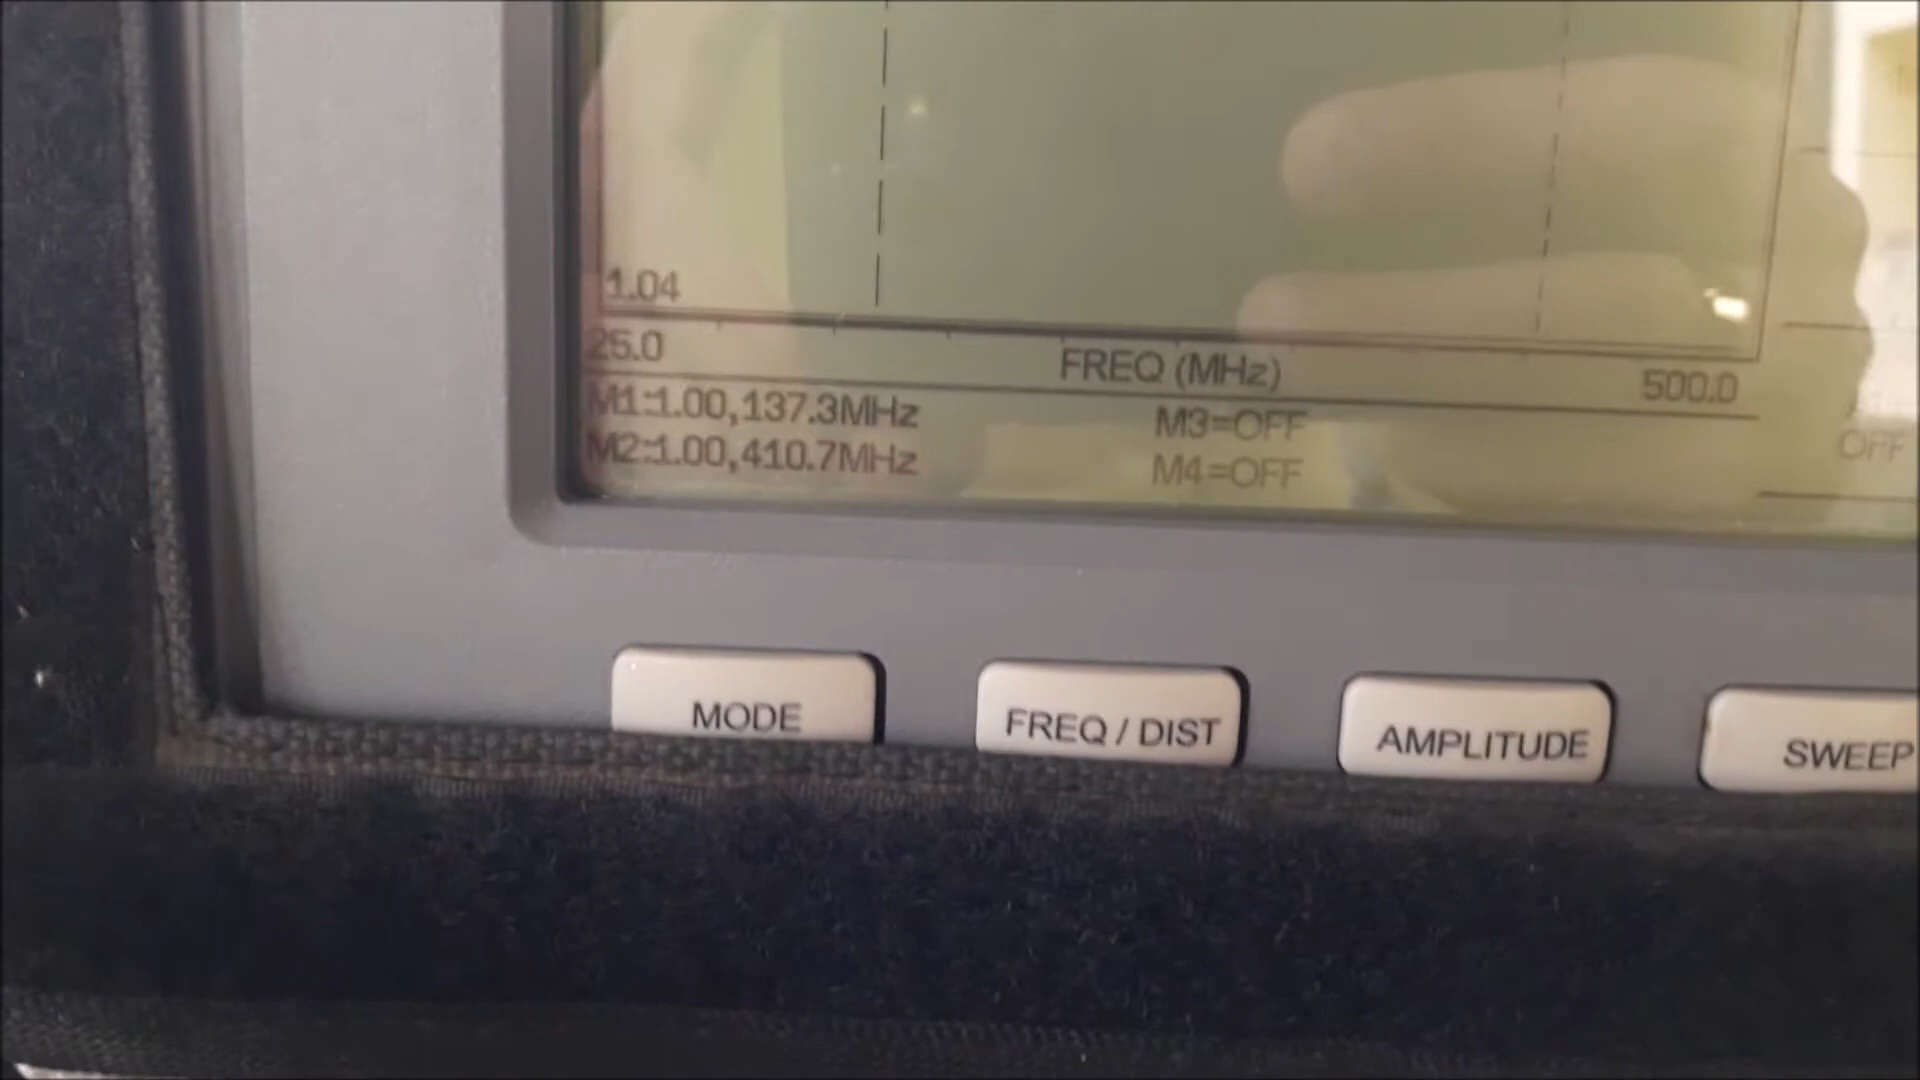 1.04
25.0 FREQ (MHz) 500.0
M1:1.00,137.3MHz M3=OFF
M2:1.00,410.7MHz M4=OFF
OFF
MODE
FREQ / DIST
AMPLITUDE
SWEEP